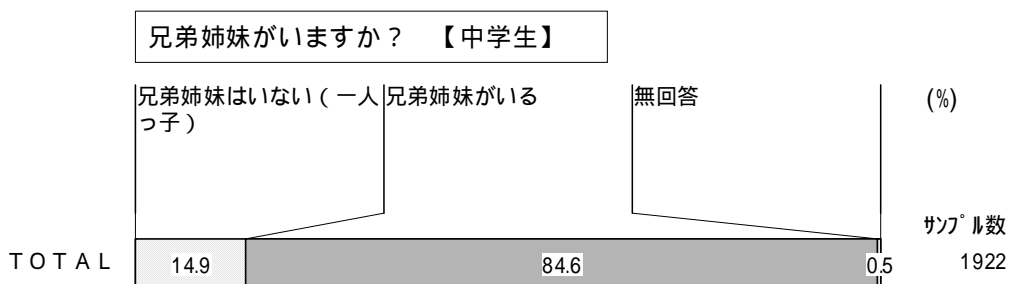 兄弟姉妹がいますか？ 【中学生】
兄弟姉妹はいない（一人っ子）
兄弟姉妹がいる
無回答
(%)
ｻﾝﾌﾟﾙ数
ＴＯＴＡＬ 14.9 84.6 0.5 1922